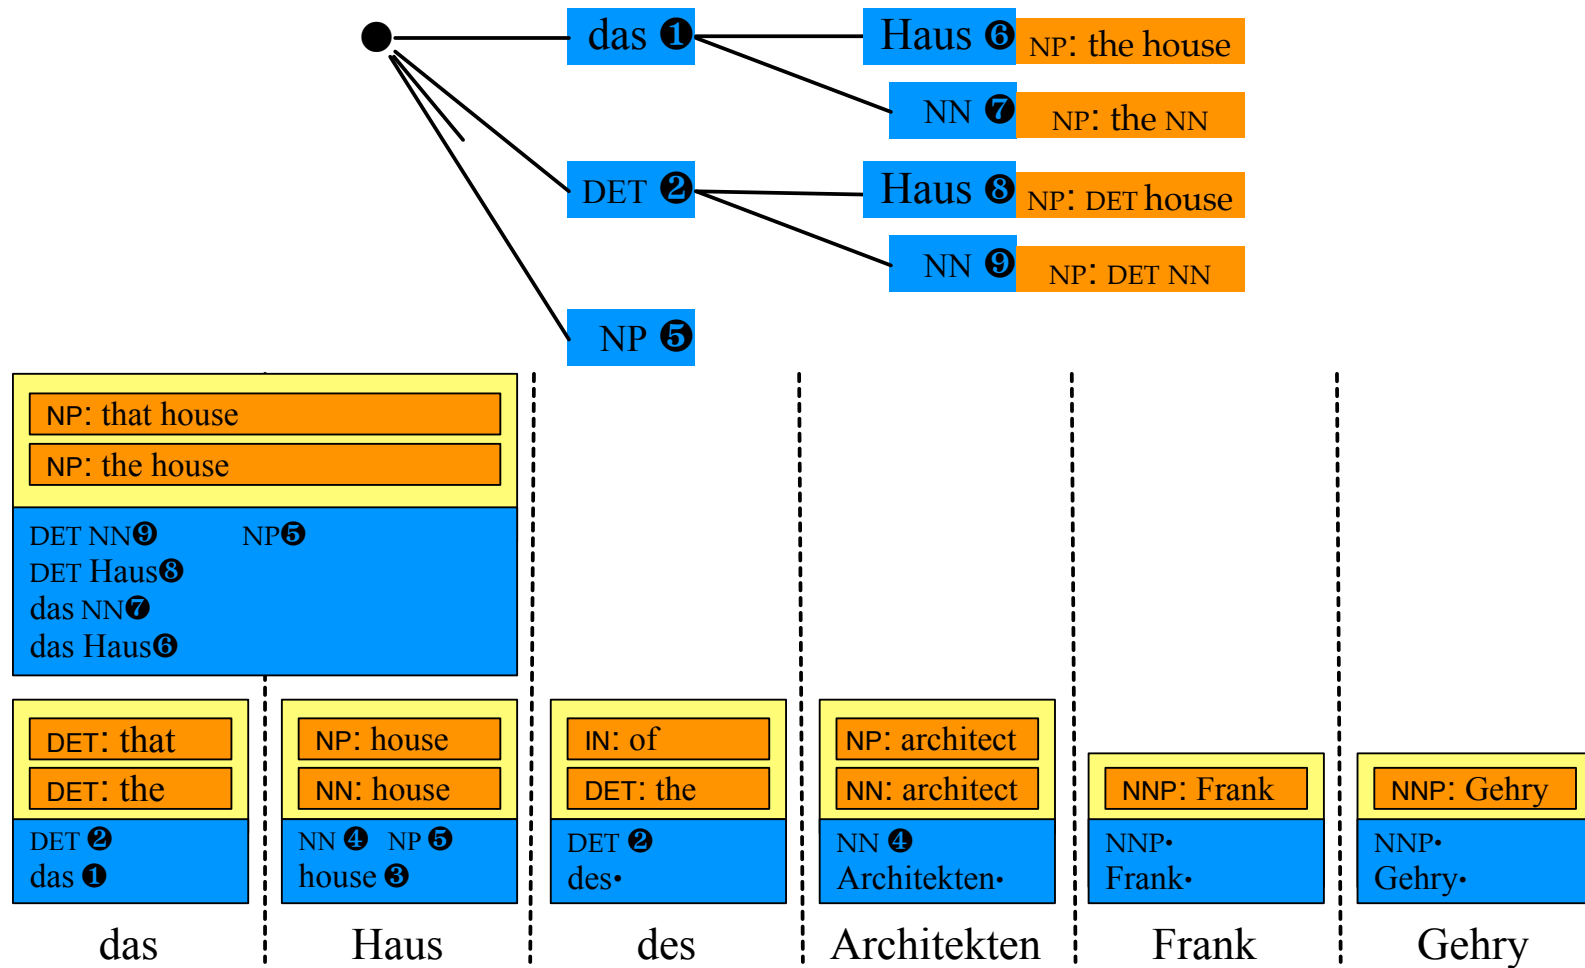 das ❶ Haus ❻ NP: the house
NN ❼ NP: the NN
DET ❷ Haus ❽ NP: DET house
NN ❾ NP: DET NN
NP ❺
NP: that house
NP: the house
DET NN❾ NP❺
DET Haus❽
das NN❼
das Haus❻
DET: that
DET: the
DET ❷
das ❶
NP: house
NN: house
NN ❹ NP ❺
house ❸
IN: of
DET: the
DET ❷
des•
NP: architect
NN: architect
NN ❹
Architekten•
NNP: Frank
NNP•
Frank•
NNP: Gehry
NNP•
Gehry•
das Haus des Architekten Frank Gehry